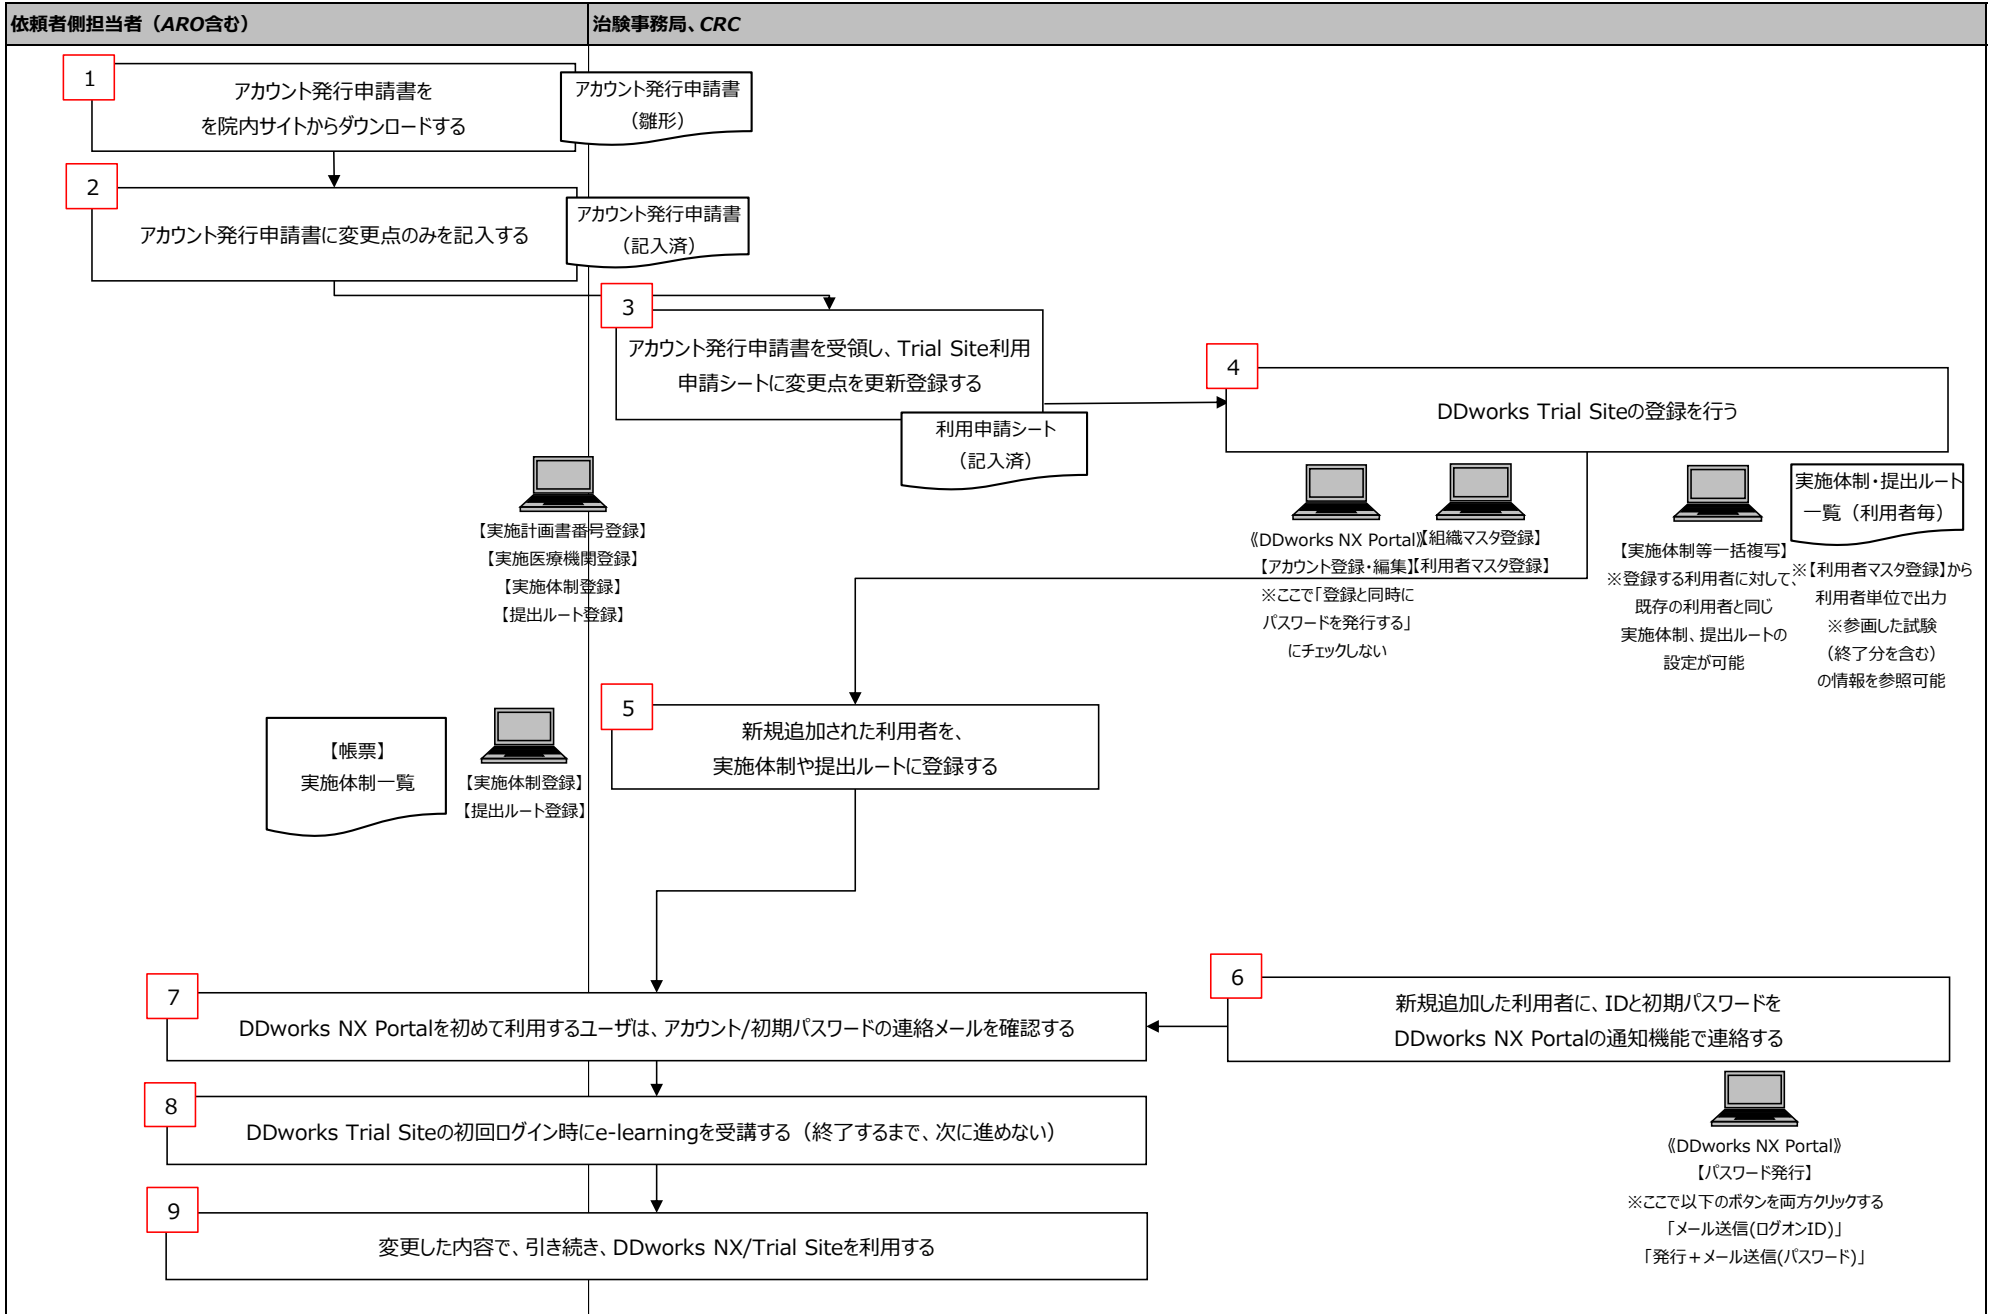 依頼者側担当者（ARO含む）
治験事務局、CRC
1
アカウント発行申請書を
を院内サイトからダウンロードする
アカウント発行申請書
（雛形）
2
アカウント発行申請書に変更点のみを記入する
アカウント発行申請書
（記入済）
3
アカウント発行申請書を受領し、Trial Site利用
申請シートに変更点を更新登録する
利用申請シート
（記入済）
4
DDworks Trial Siteの登録を行う
【実施計画書番号登録】
【実施医療機関登録】
【実施体制登録】
【提出ルート登録】
《DDworks NX Portal》
【アカウント登録・編集】
※ここで「登録と同時に
パスワードを発行する」
にチェックしない
【組織マスタ登録】
【利用者マスタ登録】
【実施体制等一括複写】
※登録する利用者に対して、
既存の利用者と同じ
実施体制、提出ルートの
設定が可能
実施体制・提出ルート
一覧（利用者毎）
※【利用者マスタ登録】から
利用者単位で出力
※参画した試験
（終了分を含む）
の情報を参照可能
5
新規追加された利用者を、
実施体制や提出ルートに登録する
【帳票】
実施体制一覧
【実施体制登録】
【提出ルート登録】
6
新規追加した利用者に、IDと初期パスワードを
DDworks NX Portalの通知機能で連絡する
《DDworks NX Portal》
【パスワード発行】
※ここで以下のボタンを両方クリックする
「メール送信(ログオンID)」
「発行＋メール送信(パスワード)」
7
DDworks NX Portalを初めて利用するユーザは、アカウント/初期パスワードの連絡メールを確認する
8
DDworks Trial Siteの初回ログイン時にe-learningを受講する（終了するまで、次に進めない）
9
変更した内容で、引き続き、DDworks NX/Trial Siteを利用する